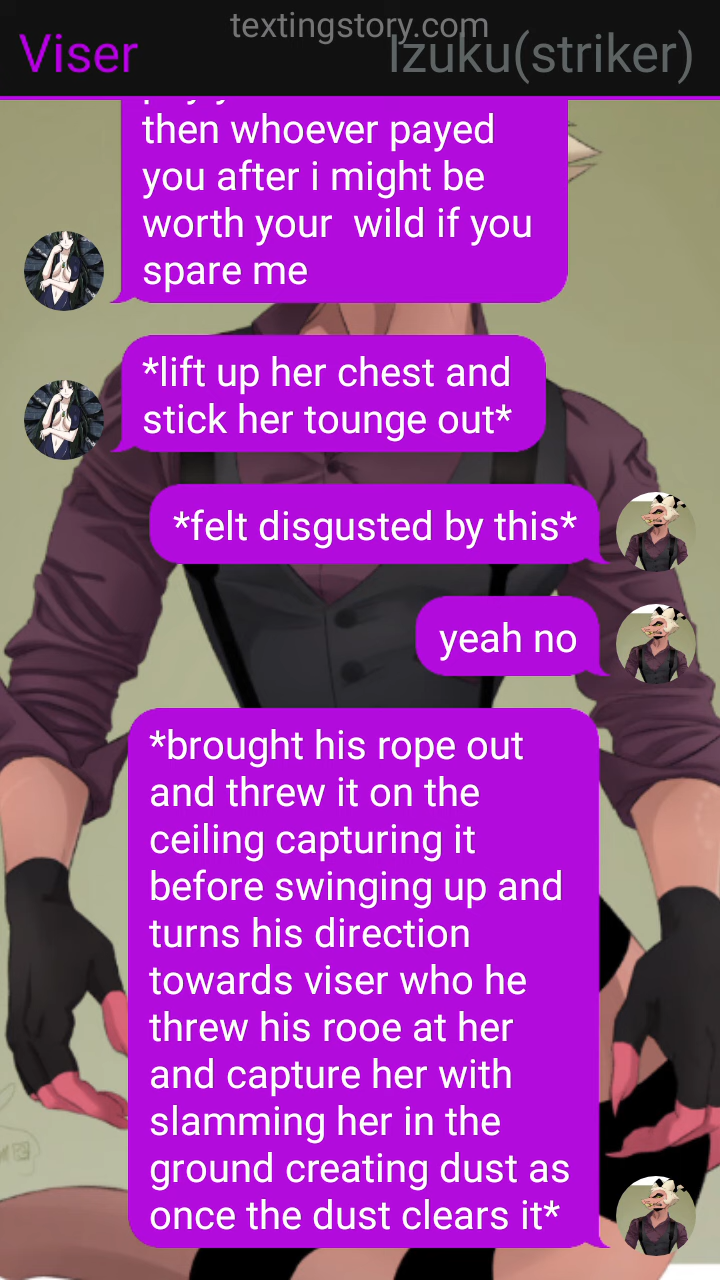 textingstory.com
Viser
Izuku(striker)
then whoever payed
you after i might be
worth your  wild if you
spare me
*lift up her chest and
stick her tounge out*
*felt disgusted by this*
yeah no
*brought his rope out
and threw it on the
ceiling capturing it
before swinging up and
turns his direction
towards viser who he
threw his rooe at her
and capture her with
slamming her in the
ground creating dust as
once the dust clears it*